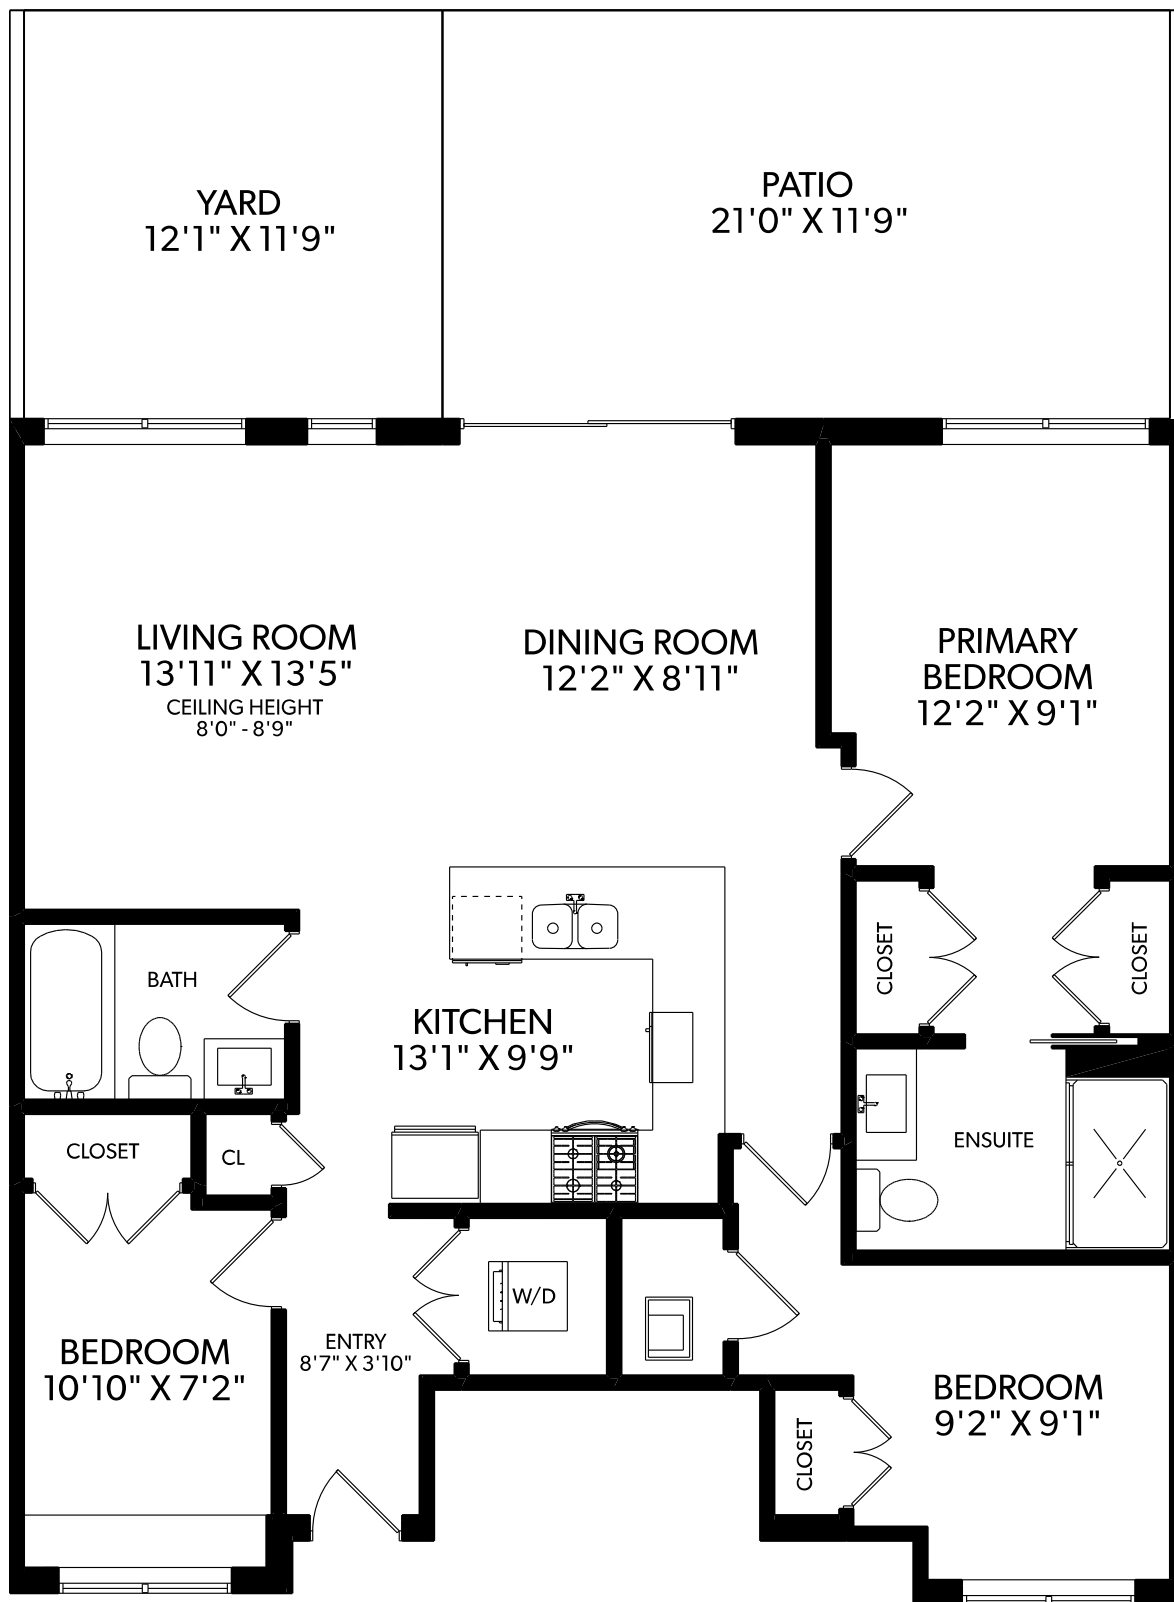 YARD
12'1" X 11'9"
PATIO
21'0" X 11'9"
LIVING ROOM
13'11" X 13'5"
CEILING HEIGHT
8'0" - 8'9"
DINING ROOM
12'2" X 8'11"
PRIMARY
BEDROOM
12'2" X 9'1"
BATH
KITCHEN
13'1" X 9'9"
CLOSET
CLOSET
CLOSET
CL
ENSUITE
W/D
ENTRY
8'7" X 3'10"
BEDROOM
10'10" X 7'2"
CLOSET
BEDROOM
9'2" X 9'1"